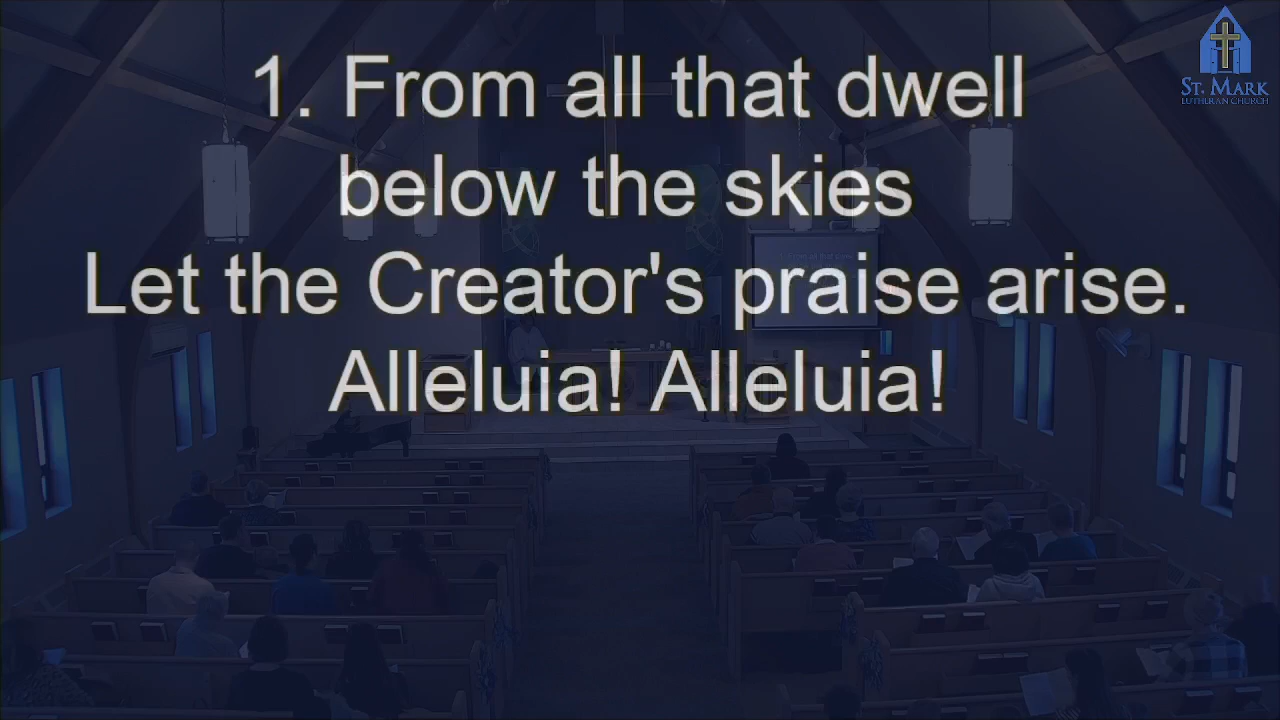 1. From all that dwell
below the skies
Let the Creator's praise arise.
Alleluia! Alleluia!
ST. MARK
LUTHERAN CHURCH